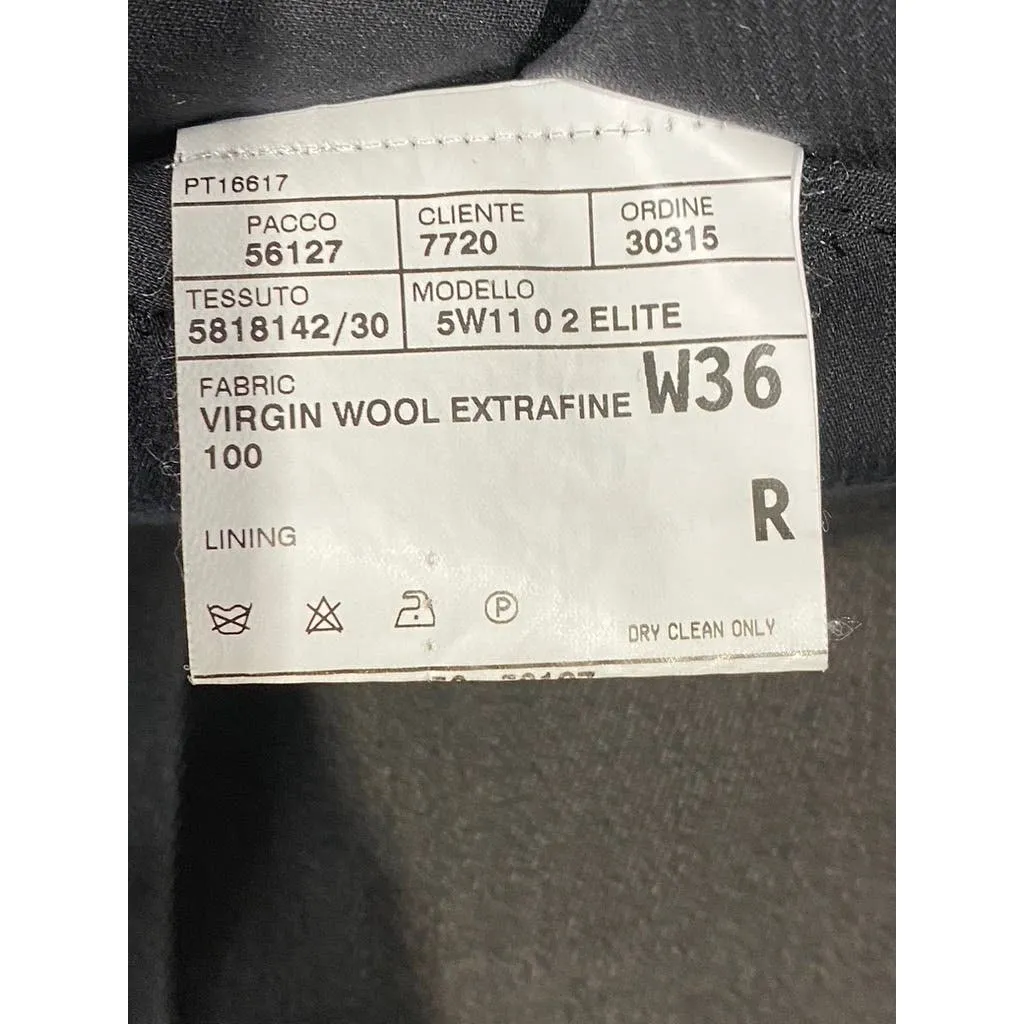 PT16617
PACCO
56127
CLIENTE
7720
ORDINE
30315
TESSUTO
5818142/30
MODELLO
5W11 0 2 ELITE
FABRIC
VIRGIN WOOL EXTRAFINE
100
W36
R
LINING
P
DRY CLEAN ONLY